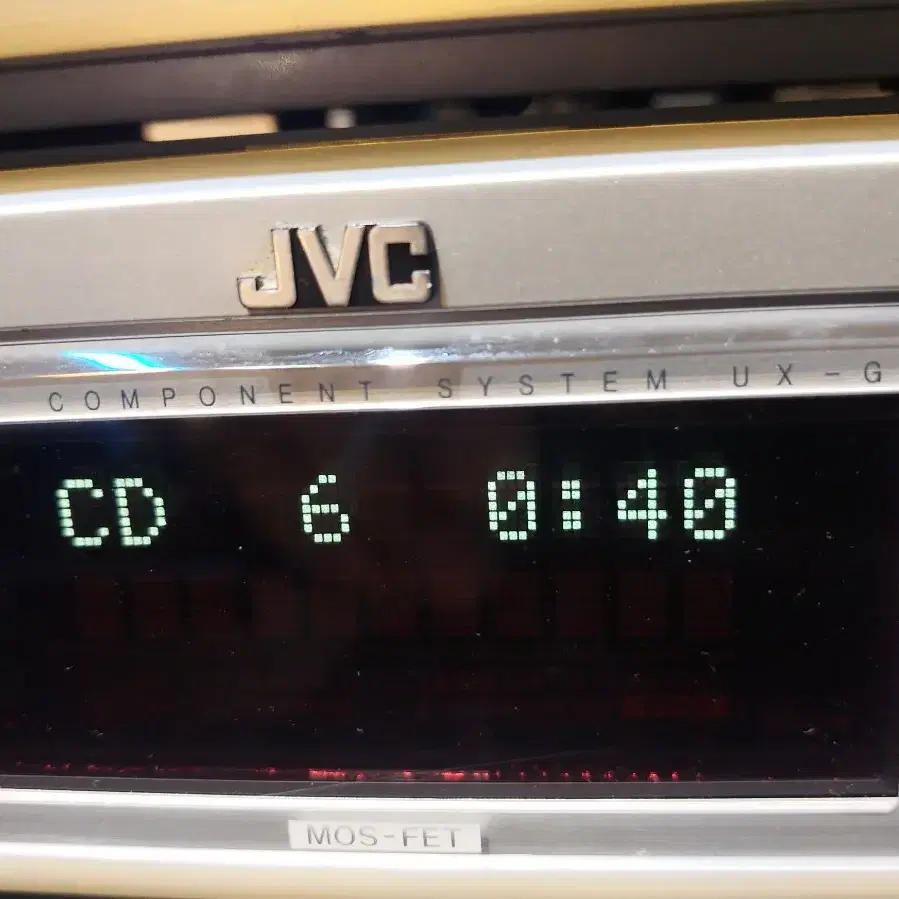 JVC
COMPONENT SYSTEM UX-G
CD 6 0:40
MOS-FET